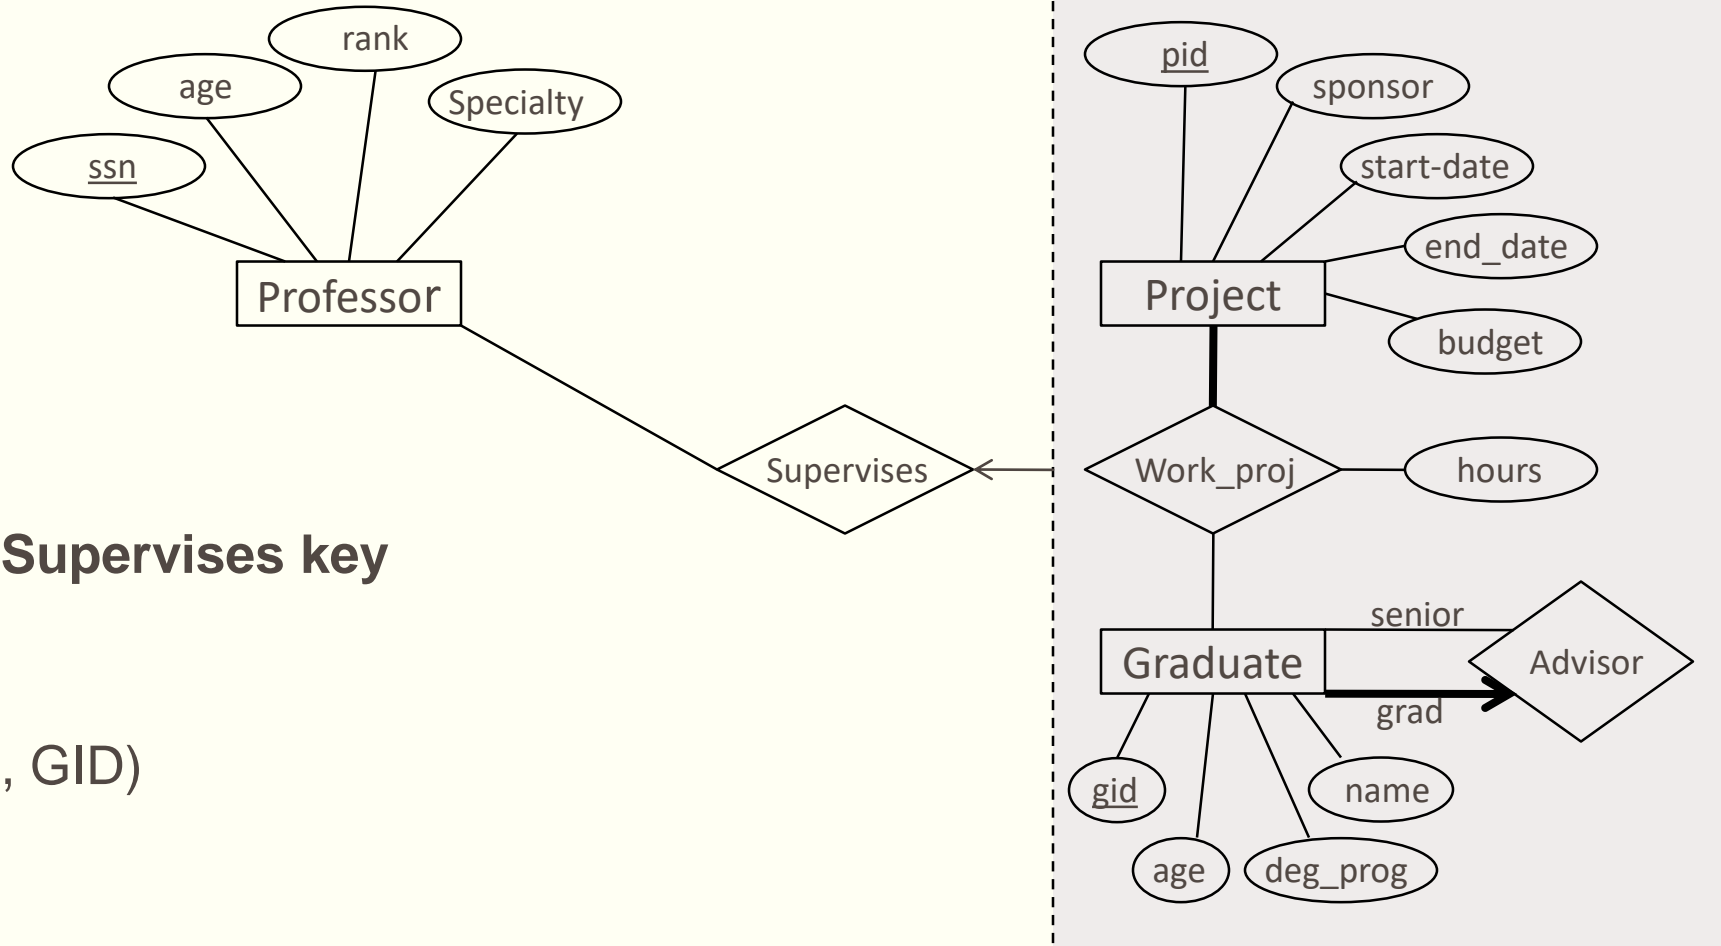 rank
age
Specialty
ssn
Professor
Supervises
Supervises key
, GID)
pid
sponsor
start-date
end_date
Project
budget
Work_proj
hours
senior
Graduate
Advisor
grad
gid
name
age
deg_prog